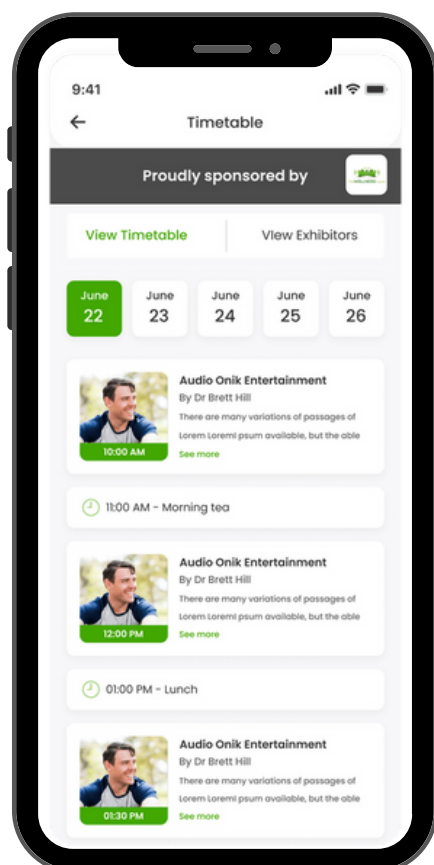 9:41
Timetable
Proudly sponsored by
View Timetable
VIew Exhibitors
June
22
June
23
June
24
June
25
June
26
Audio Onik Entertainment
By Dr Brett Hill
There are many variations of passages of
Lorem Loremi psum available, but the able
See more
10:00 AM
11:00 AM - Morning tea
Audio Onik Entertainment
By Dr Brett Hill
There are many variations of passages of
Lorem Loremi psum available, but the able
See more
12:00 PM
01:00 PM - Lunch
Audio Onik Entertainment
By Dr Brett Hill
There are many variations of passages of
Lorem Loremi psum available, but the able
See more
01:30 PM